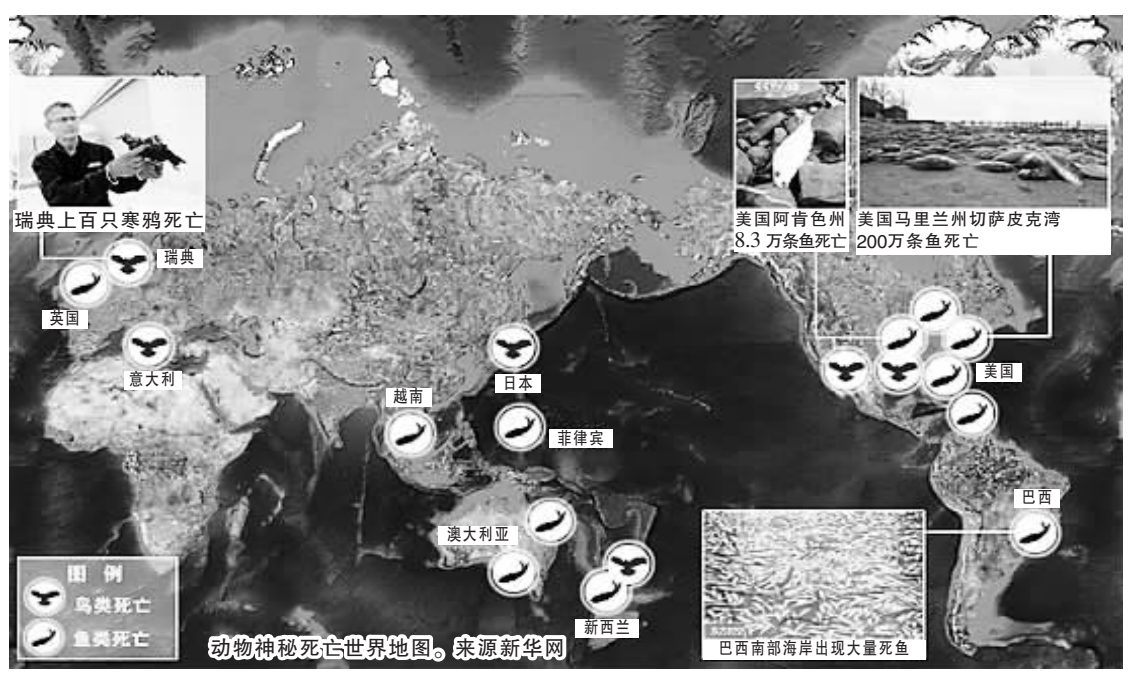 瑞典上百只寒鸦死亡
美国阿肯色州
8.3 万条鱼死亡
美国马里兰州切萨皮克湾
200万条鱼死亡
瑞典
英国
意大利
日本
越南
菲律宾
美国
澳大利亚
新西兰
巴西
巴西南部海岸出现大量死鱼
图 例
鸟类死亡
鱼类死亡
动物神秘死亡世界地图。来源新华网